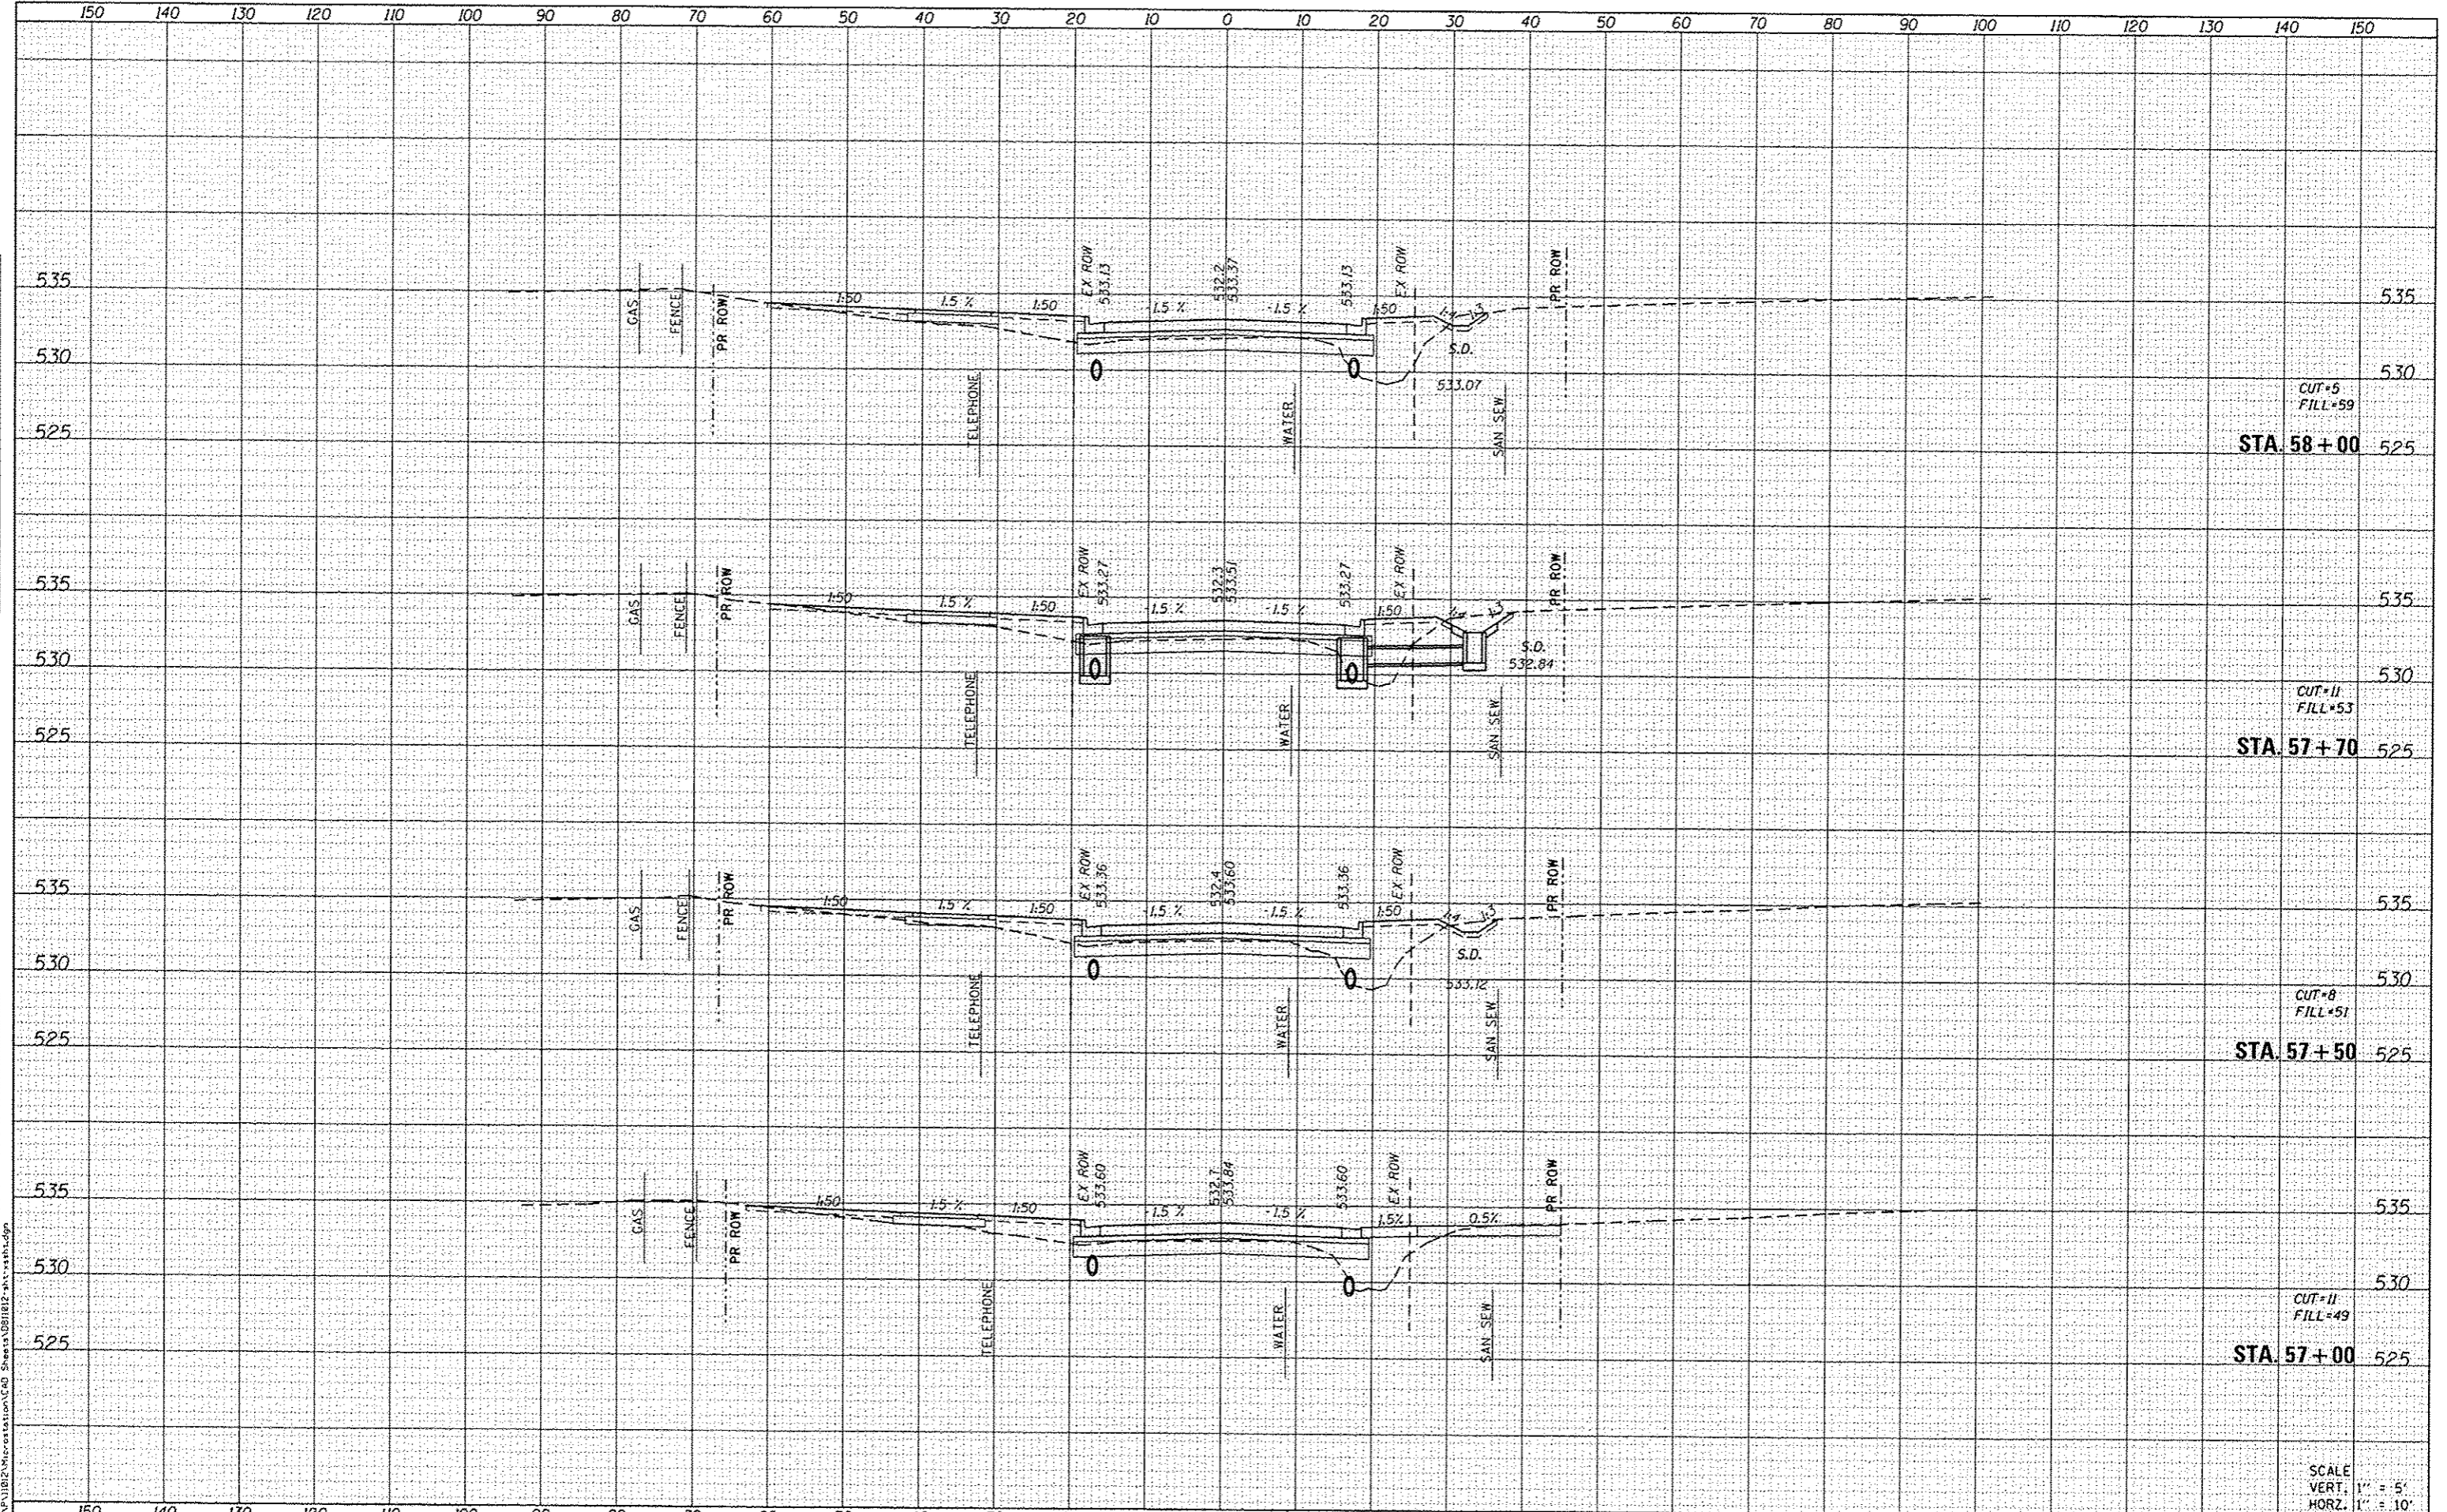 150 140 130 120 110 100 90 80 70 60 50 40 30 20 10 0 10 20 30 40 50 60 70 80 90 100 110 120 130 140 150
535 GAS FENCE PR ROW 1:50 1.5 % 1:50 EX ROW 533.13 -1.5 % 532.2 533.37 -1.5 % 533.13 1:50 EX ROW 1:4 1:3 PR ROW 535
S.D.
530 533.07 530
TELEPHONE WATER SAN SEW
CUT=5
FILL=59
525 STA. 58+00 525
535 GAS FENCE PR ROW 1:50 1.5 % 1:50 EX ROW 533.27 -1.5 % 532.3 533.51 -1.5 % 533.27 1:50 EX ROW 1:4 1:3 PR ROW 535
S.D.
530 532.84 530
TELEPHONE WATER SAN SEW
CUT=11
FILL=53
525 STA. 57+70 525
535 GAS FENCE PR ROW 1:50 1.5 % 1:50 EX ROW 533.36 -1.5 % 532.4 533.60 -1.5 % 533.36 1:50 EX ROW 1:4 1:3 PR ROW 535
S.D.
530 533.12 530
TELEPHONE WATER SAN SEW
CUT=8
FILL=51
525 STA. 57+50 525
535 GAS FENCE PR ROW 1:50 1.5 % 1:50 EX ROW 533.60 -1.5 % 532.7 533.84 -1.5 % 533.60 1.5% EX ROW 0.5% PR ROW 535
530 530
TELEPHONE WATER SAN SEW
CUT=11
FILL=49
525 STA. 57+00 525
SCALE
VERT. 1" = 5'
HORZ. 1" = 10'